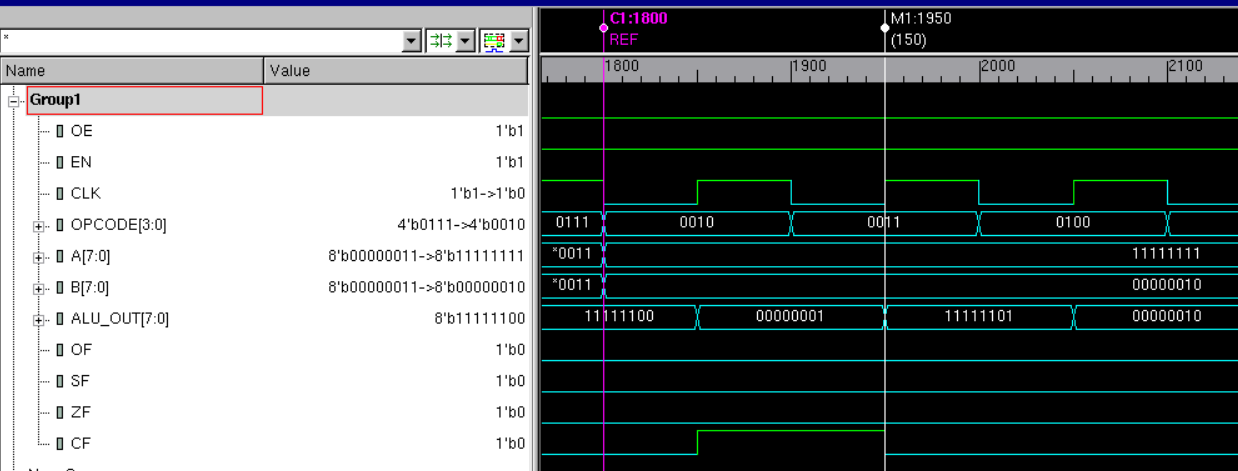 C1:1800 M1:1950
REF (150)
*
Name Value 1800 1900 2000 2100
Group1
OE 1'b1
EN 1'b1
CLK 1'b1->1'b0
OPCODE[3:0] 4'b0111->4'b0010 0111 0010 0011 0100
A[7:0] 8'b00000011->8'b11111111 *0011 11111111
B[7:0] 8'b00000011->8'b00000010 *0011 00000010
ALU_OUT[7:0] 8'b11111100 11111100 00000001 11111101 00000010
OF 1'b0
SF 1'b0
ZF 1'b0
CF 1'b0